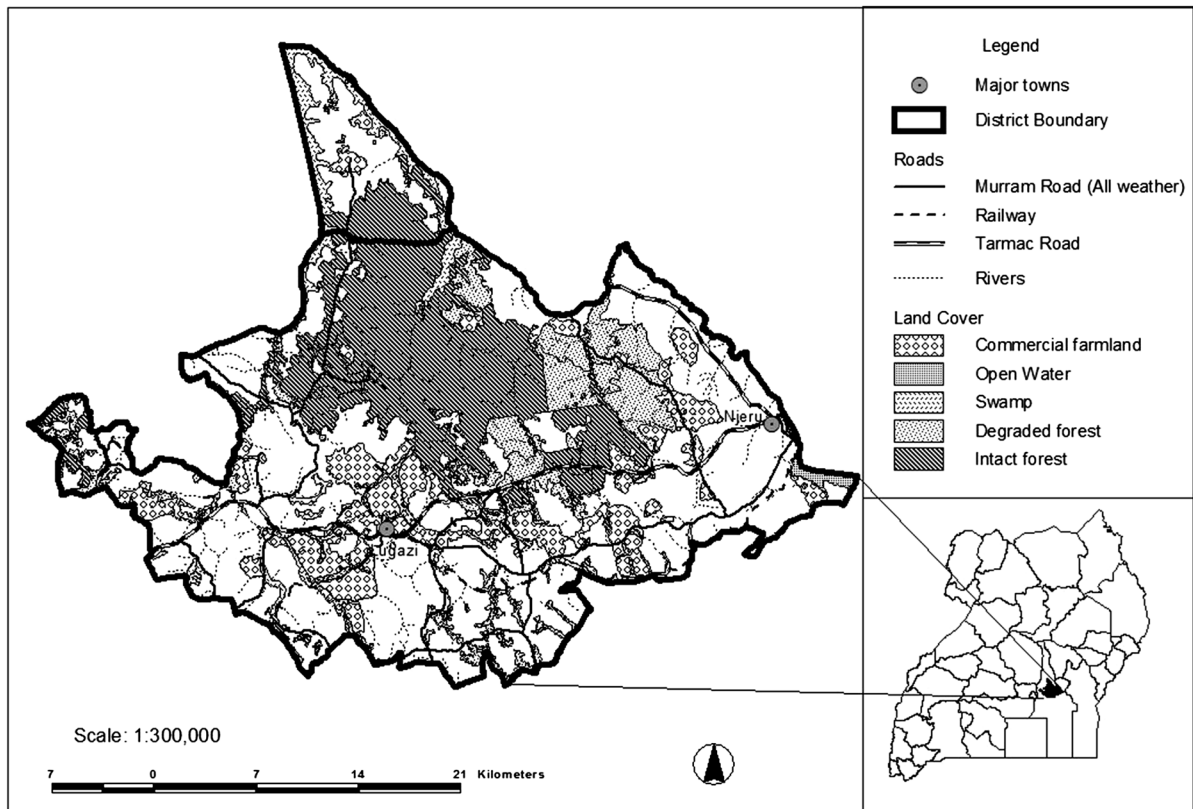 Legend
Major towns
District Boundary
Roads
Murram Road (All weather)
Railway
Tarmac Road
Rivers
Land Cover
Commercial farmland
Open Water
Swamp
Degraded forest
Intact forest
Njeru
Lugazi
Scale: 1:300,000
7 0 7 14 21 Kilometers